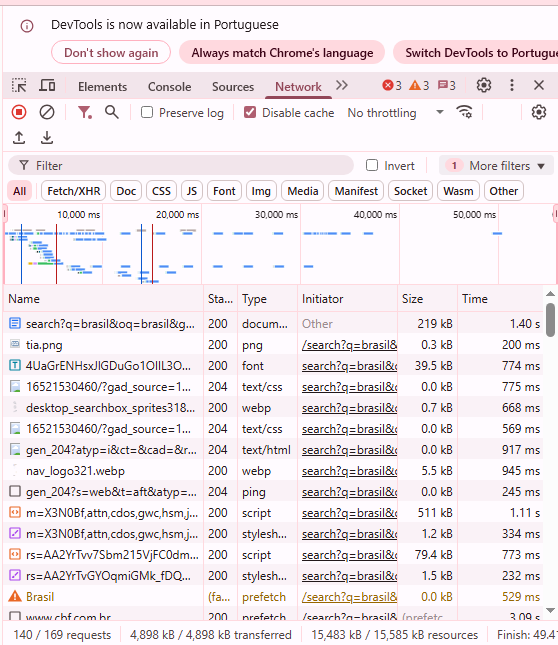 DevTools is now available in Portuguese
Don't show again Always match Chrome's language Switch DevTools to Portugue
Elements Console Sources Network 3 3 3
Preserve log Disable cache No throttling
Filter Invert 1 More filters
All Fetch/XHR Doc CSS JS Font Img Media Manifest Socket Wasm Other
10,000 ms 20,000 ms 30,000 ms 40,000 ms 50,000 ms
Name Sta... Type Initiator Size Time
search?q=brasil&oq=brasil&g... 200 docum... Other 219 kB 1.40 s
tia.png 200 png /search?q=brasil& 0.3 kB 200 ms
4UaGrENHsxJlGDuGo1OIlL3O... 200 font search?q=brasil& 39.5 kB 774 ms
16521530460/?gad_source=1... 204 text/css search?q=brasil& 0.0 kB 775 ms
desktop_searchbox_sprites318... 200 webp search?q=brasil& 0.7 kB 668 ms
16521530460/?gad_source=1... 204 text/css search?q=brasil& 0.0 kB 569 ms
gen_204?atyp=i&ct=&cad=&r... 204 text/html search?q=brasil& 0.0 kB 917 ms
nav_logo321.webp 200 webp search?q=brasil& 5.5 kB 945 ms
gen_204?s=web&t=aft&atyp=... 204 ping search?q=brasil& 0.0 kB 245 ms
m=X3N0Bf,attn,cdos,gwc,hsm,j... 200 script search?q=brasil& 511 kB 1.11 s
m=X3N0Bf,attn,cdos,gwc,hsm,j... 200 stylesh... search?q=brasil& 1.2 kB 334 ms
rs=AA2YrTvv7Sbm215VjFC0dm... 200 script search?q=brasil& 79.4 kB 773 ms
rs=AA2YrTvGYOqmiGMk_fDQ... 200 stylesh... search?q=brasil& 1.5 kB 232 ms
Brasil (fa... prefetch /search?q=brasil& 0.0 kB 529 ms
www.cbf.com.br 200 prefetch /search?q=brasil& (prefetc 3.09 s
140 / 169 requests 4,898 kB / 4,898 kB transferred 15,483 kB / 15,585 kB resources Finish: 49.4